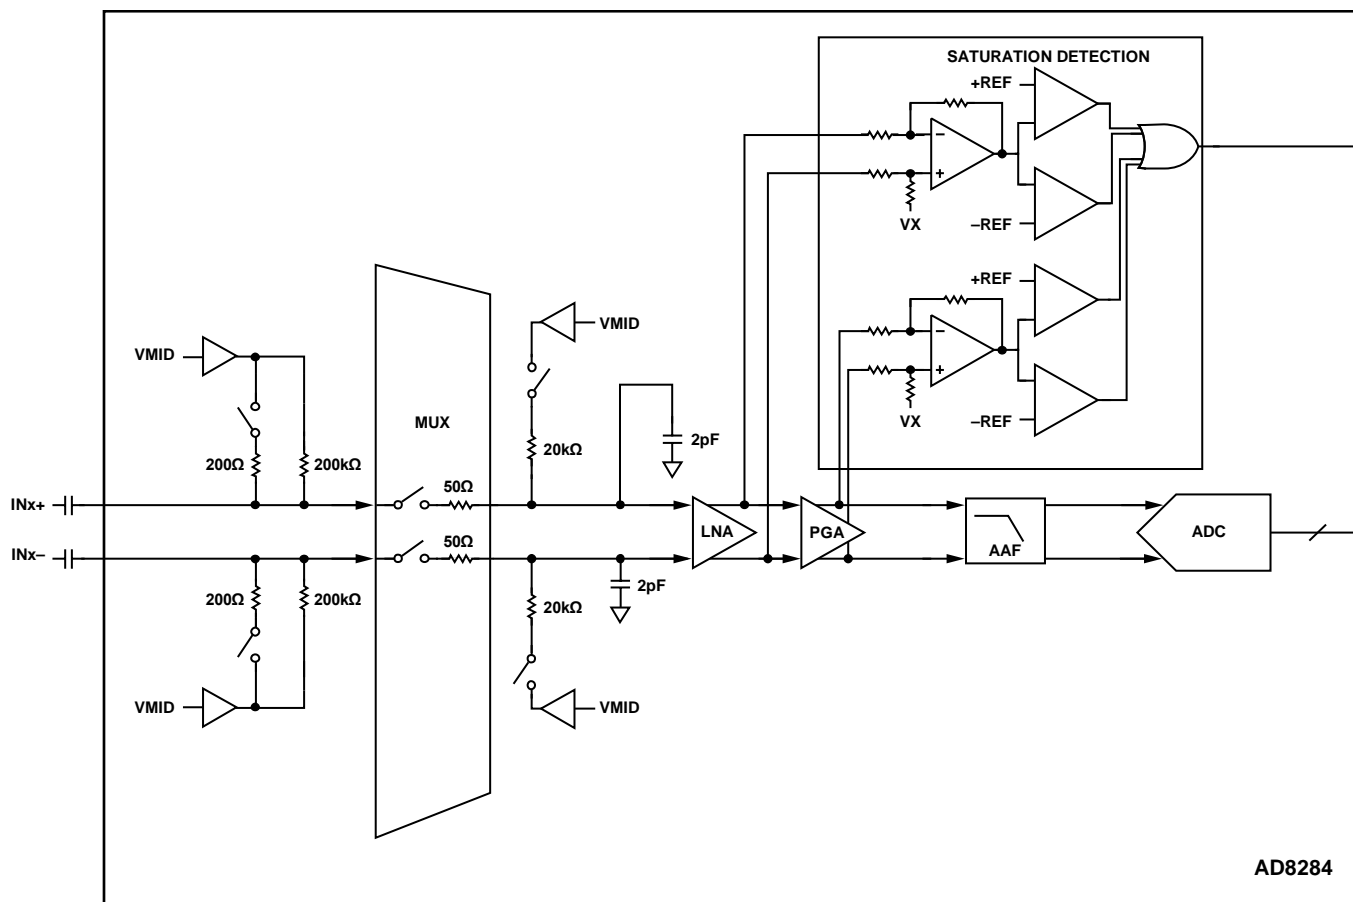 SATURATION DETECTION
+REF
−
+
VX
–REF
+REF
−
+
VX
–REF
VMID
VMID
MUX
200Ω
200kΩ
50Ω
20kΩ
2pF
INx+
LNA
PGA
AAF
ADC
INx–
50Ω
200Ω
200kΩ
20kΩ
2pF
VMID
VMID
AD8284